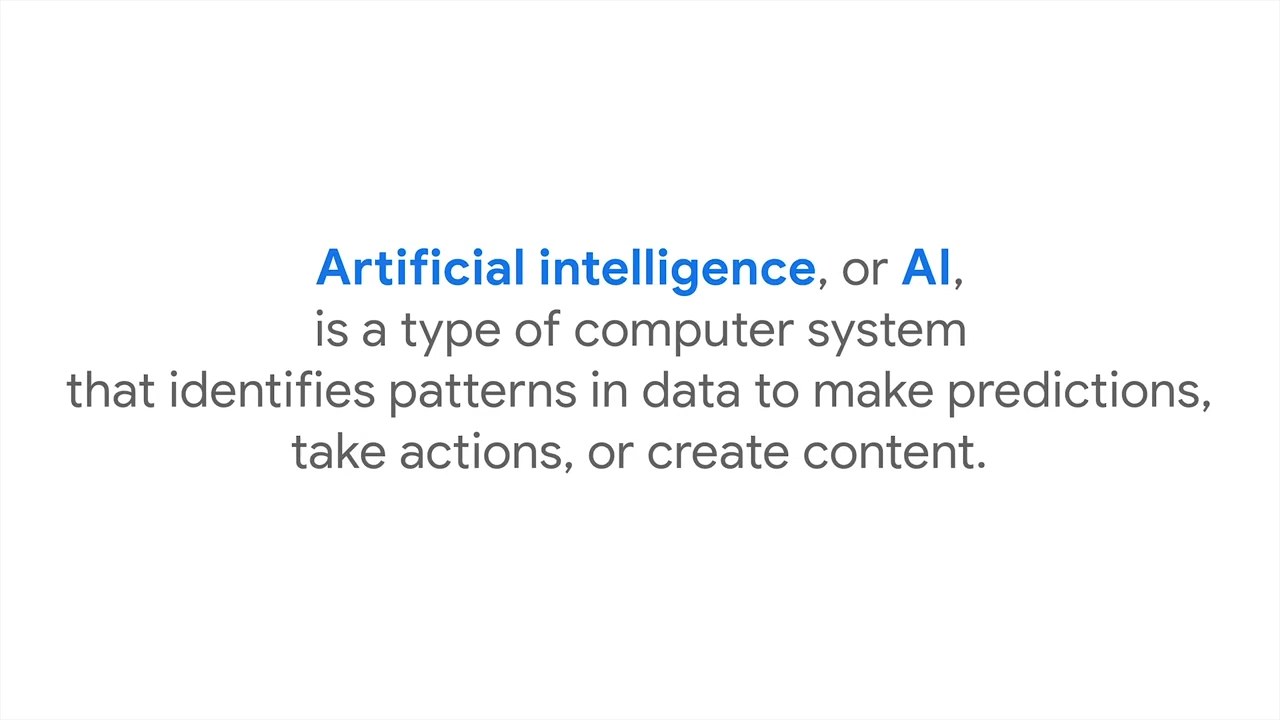 Artificial intelligence, or AI,
is a type of computer system
that identifies patterns in data to make predictions,
take actions, or create content.